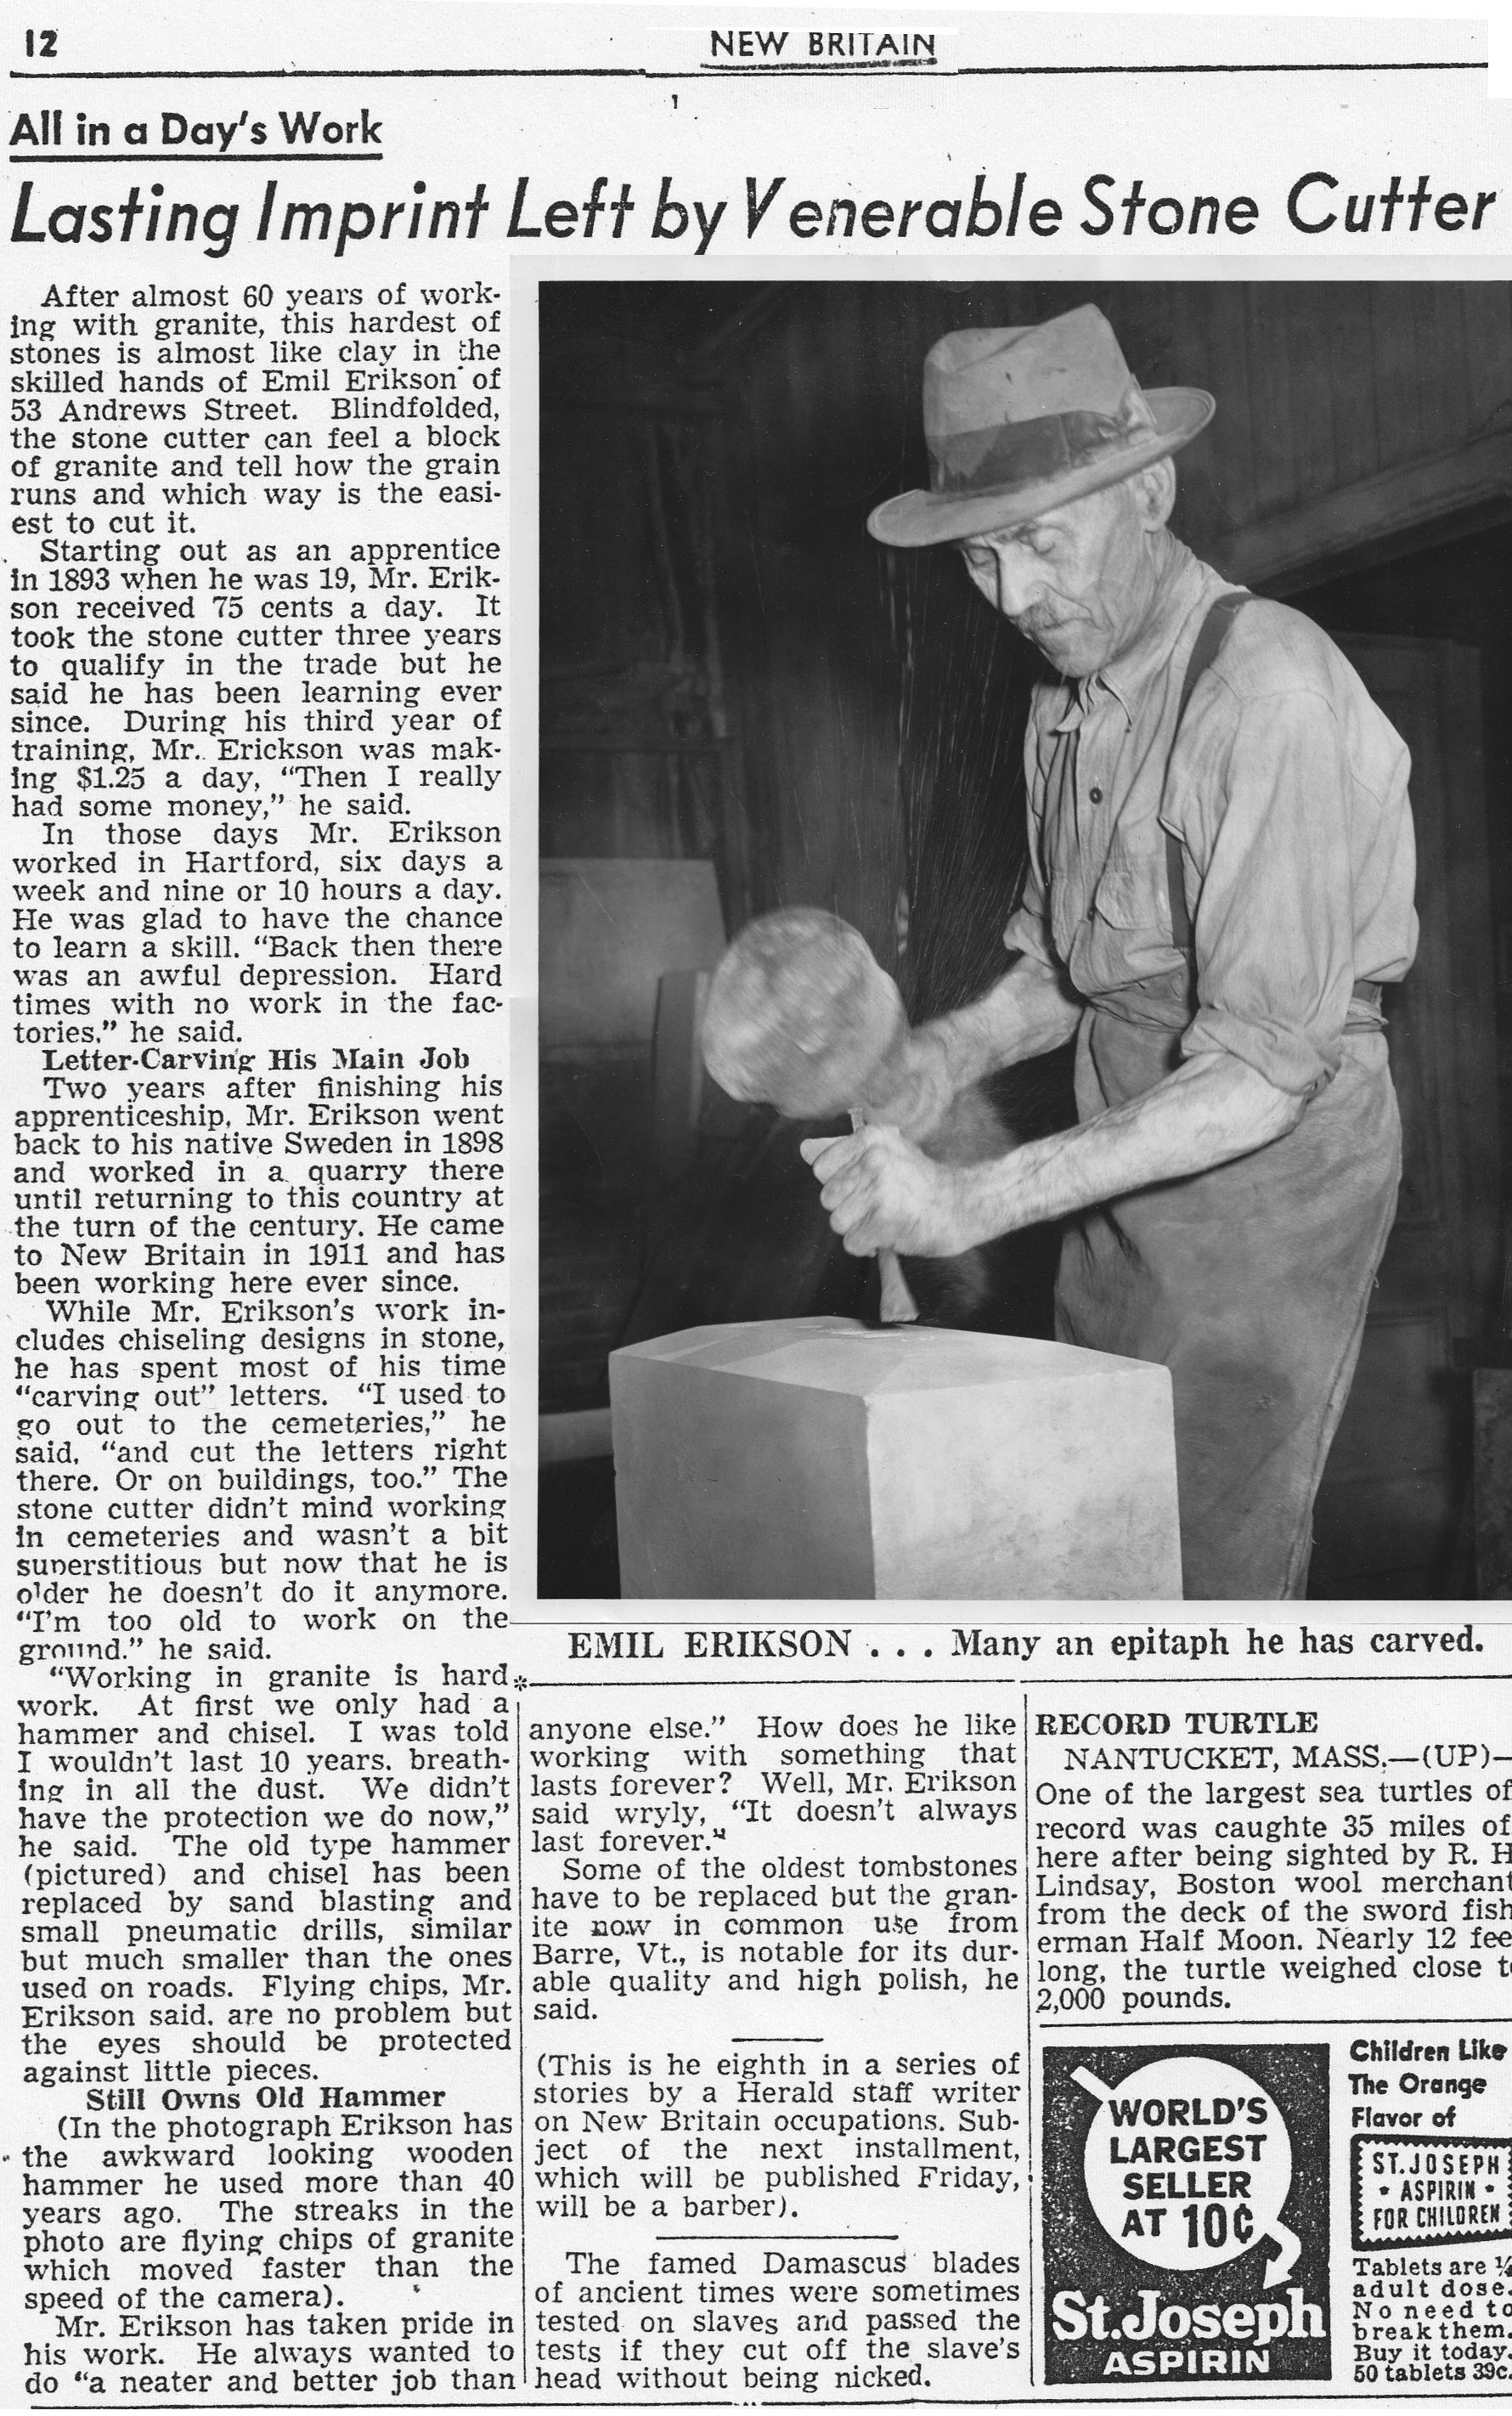 12
NEW BRITAIN
All in a Day's Work
Lasting Imprint Left by Venerable Stone Cutter
After almost 60 years of work-
ing with granite, this hardest of
stones is almost like clay in the
skilled hands of Emil Erikson of
53 Andrews Street. Blindfolded,
the stone cutter can feel a block
of granite and tell how the grain
runs and which way is the easi-
est to cut it.
Starting out as an apprentice
in 1893 when he was 19, Mr. Erik-
son received 75 cents a day. It
took the stone cutter three years
to qualify in the trade but he
said he has been learning ever
since. During his third year of
training, Mr. Erickson was mak-
ing $1.25 a day, "Then I really
had some money," he said.
In those days Mr. Erikson
worked in Hartford, six days a
week and nine or 10 hours a day.
He was glad to have the chance
to learn a skill. "Back then there
was an awful depression. Hard
times with no work in the fac-
tories," he said.
Letter-Carving His Main Job
Two years after finishing his
apprenticeship, Mr. Erikson went
back to his native Sweden in 1898
and worked in a quarry there
until returning to this country at
the turn of the century. He came
to New Britain in 1911 and has
been working here ever since.
While Mr. Erikson's work in-
cludes chiseling designs in stone,
he has spent most of his time
"carving out" letters. "I used to
go out to the cemeteries," he
said, "and cut the letters right
there. Or on buildings, too." The
stone cutter didn't mind working
in cemeteries and wasn't a bit
superstitious but now that he is
older he doesn't do it anymore.
"I'm too old to work on the
ground." he said.
"Working in granite is hard
work. At first we only had a
hammer and chisel. I was told
I wouldn't last 10 years. breath-
ing in all the dust. We didn't
have the protection we do now,"
he said. The old type hammer
(pictured) and chisel has been
replaced by sand blasting and
small pneumatic drills, similar
but much smaller than the ones
used on roads. Flying chips, Mr.
Erikson said. are no problem but
the eyes should be protected
against little pieces.
Still Owns Old Hammer
(In the photograph Erikson has
the awkward looking wooden
hammer he used more than 40
years ago. The streaks in the
photo are flying chips of granite
which moved faster than the
speed of the camera).
Mr. Erikson has taken pride in
his work. He always wanted to
do "a neater and better job than
EMIL ERIKSON . . . Many an epitaph he has carved.
anyone else." How does he like
working with something that
lasts forever? Well, Mr. Erikson
said wryly, "It doesn't always
last forever."
Some of the oldest tombstones
have to be replaced but the gran-
ite now in common use from
Barre, Vt., is notable for its dur-
able quality and high polish, he
said.
(This is he eighth in a series of
stories by a Herald staff writer
on New Britain occupations. Sub-
ject of the next installment,
which will be published Friday,
will be a barber).
The famed Damascus blades
of ancient times were sometimes
tested on slaves and passed the
tests if they cut off the slave's
head without being nicked.
RECORD TURTLE
NANTUCKET, MASS.—(UP)—
One of the largest sea turtles of
record was caughte 35 miles of
here after being sighted by R. H
Lindsay, Boston wool merchant
from the deck of the sword fish
erman Half Moon. Nearly 12 fee
long, the turtle weighed close t
2,000 pounds.
WORLD'S
LARGEST
SELLER
AT 10¢
St.Joseph
ASPIRIN
Children Like
The Orange
Flavor of
ST. JOSEPH
• ASPIRIN •
FOR CHILDREN
Tablets are
adult dose.
No need to
break them.
Buy it today.
50 tablets 39c.